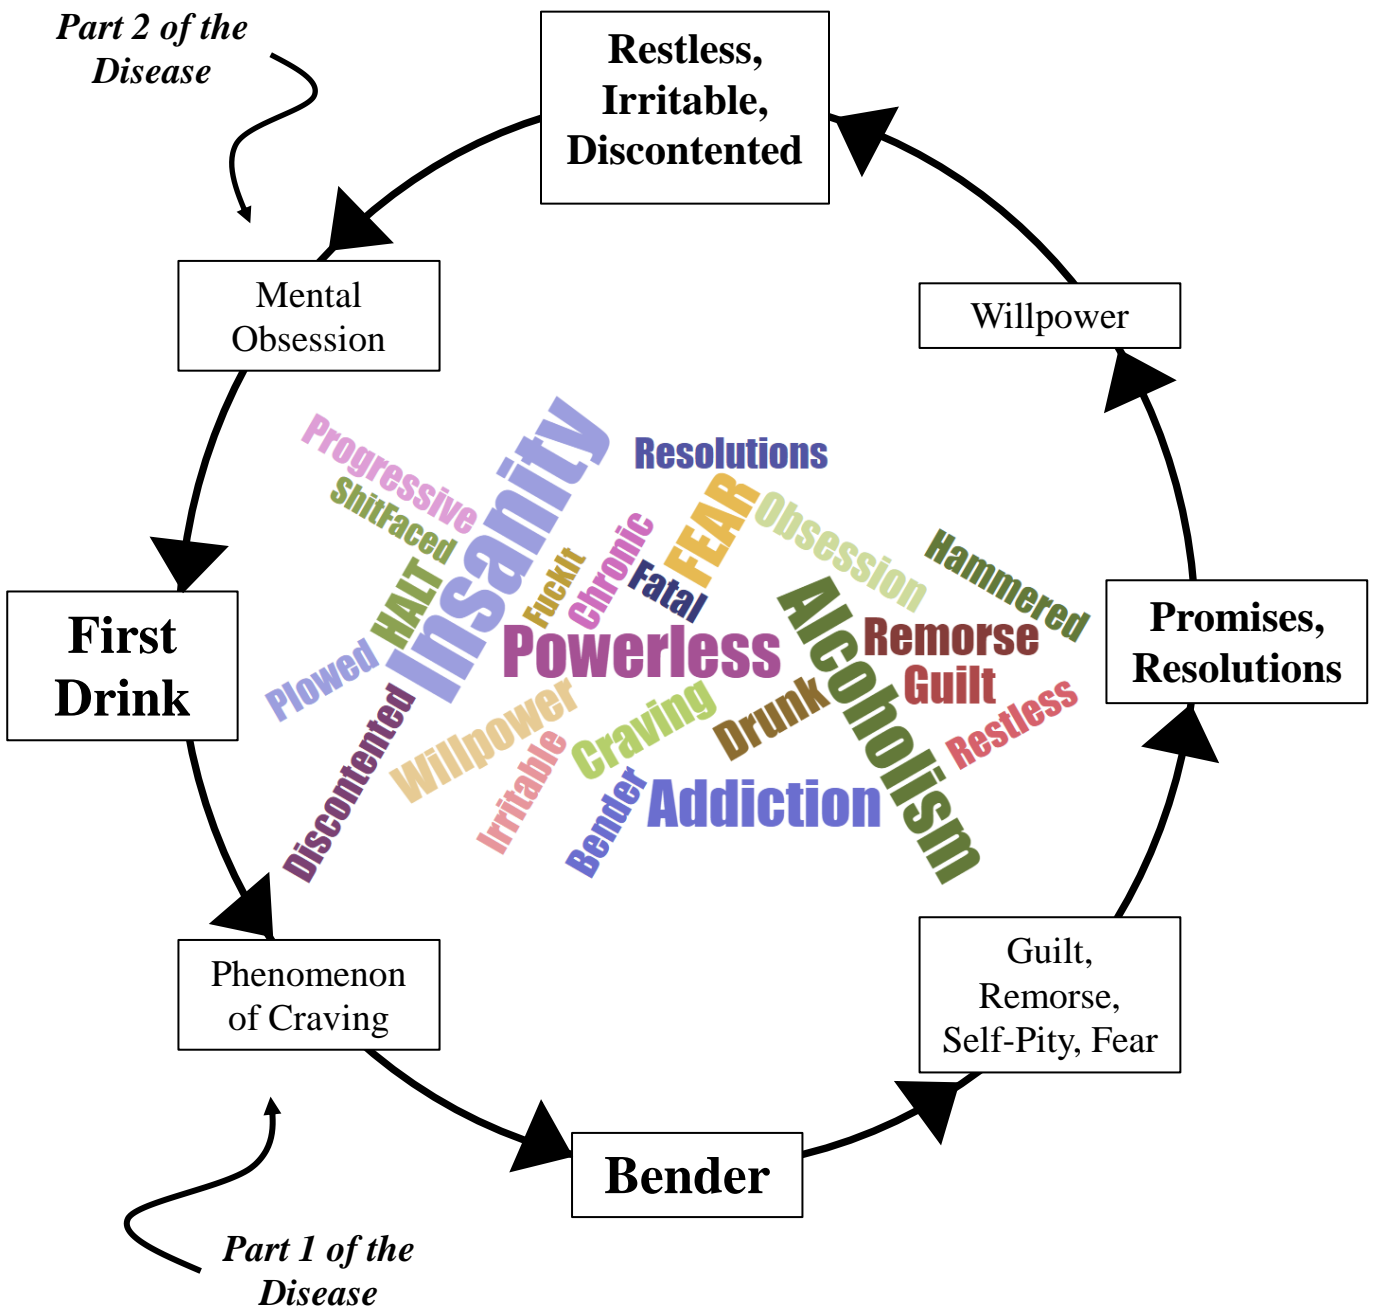 Part 2 of the
Disease
Restless,
Irritable,
Discontented
Mental
Obsession
Willpower
First
Drink
Promises,
Resolutions
Phenomenon
of Craving
Guilt,
Remorse,
Self-Pity, Fear
Bender
Part 1 of the
Disease
Progressive
ShitFaced
Insanity
HALT
Plowed
Discontented
Resolutions
FEAR
Obsession
Chronic
FuckIt
Fatal
Hammered
Powerless
Alcoholism
Remorse
Guilt
Restless
Willpower
Craving
Drunk
Irritable
Bender
Addiction